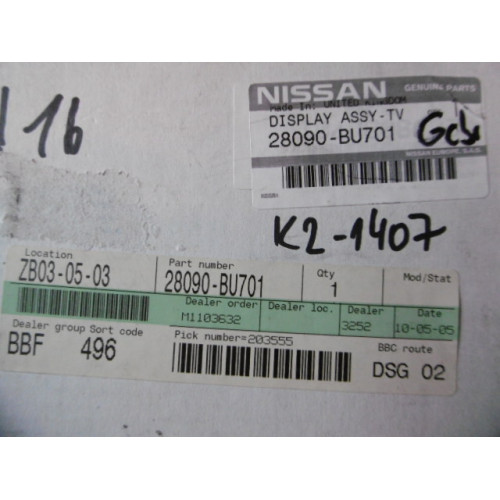 NISSAN GENUINE PARTS
Made In: UNITED KINGDOM
DISPLAY ASSY-TV
28090-BU701
NISSAN EUROPE S.A.S.
16
K2-1407
Location
ZB03-05-03
Part number
28090-BU701
Qty
1
Mod/Stat
Dealer order
M1103632
Dealer loc.
Dealer
3252
Date
10-05-05
Dealer group Sort code
BBF 496
Pick number=203555
BBC route
DSG 02